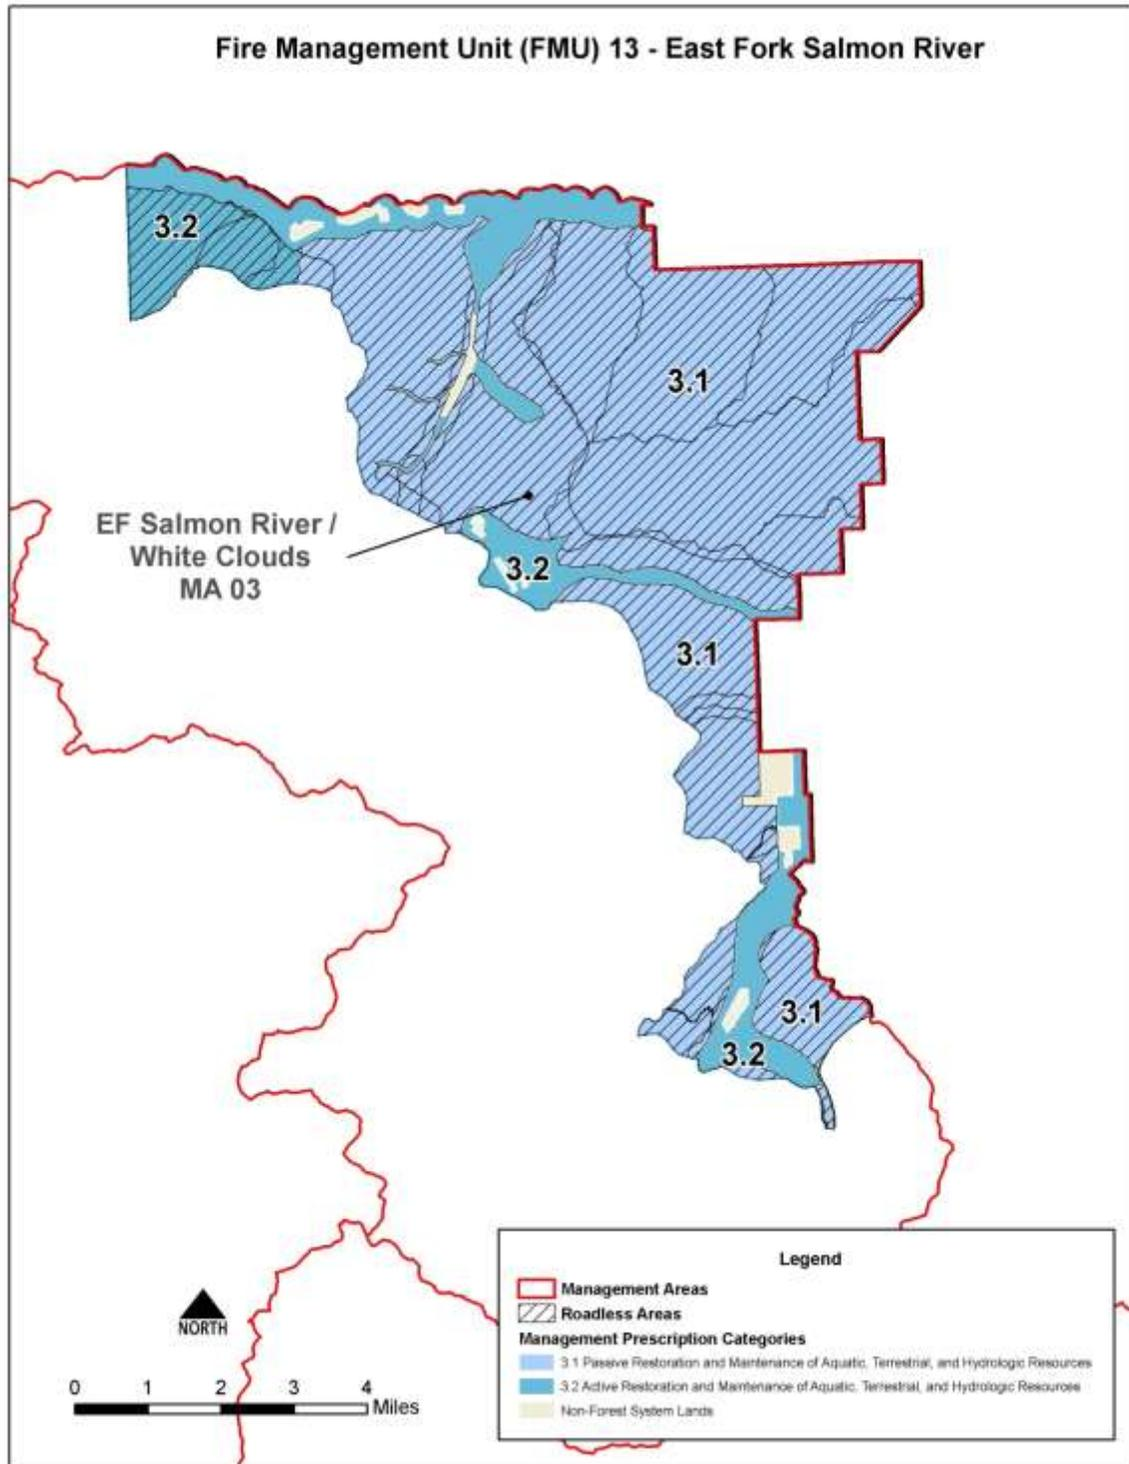 Fire Management Unit (FMU) 13 - East Fork Salmon River
3.2
3.1
EF Salmon River /
White Clouds
MA 03
3.2
3.1
3.1
3.2
Legend
Management Areas
Roadless Areas
Management Prescription Categories
3.1 Passive Restoration and Maintenance of Aquatic, Terrestrial, and Hydrologic Resources
3.2 Active Restoration and Maintenance of Aquatic, Terrestrial, and Hydrologic Resources
Non-Forest System Lands
NORTH
0 1 2 3 4
Miles